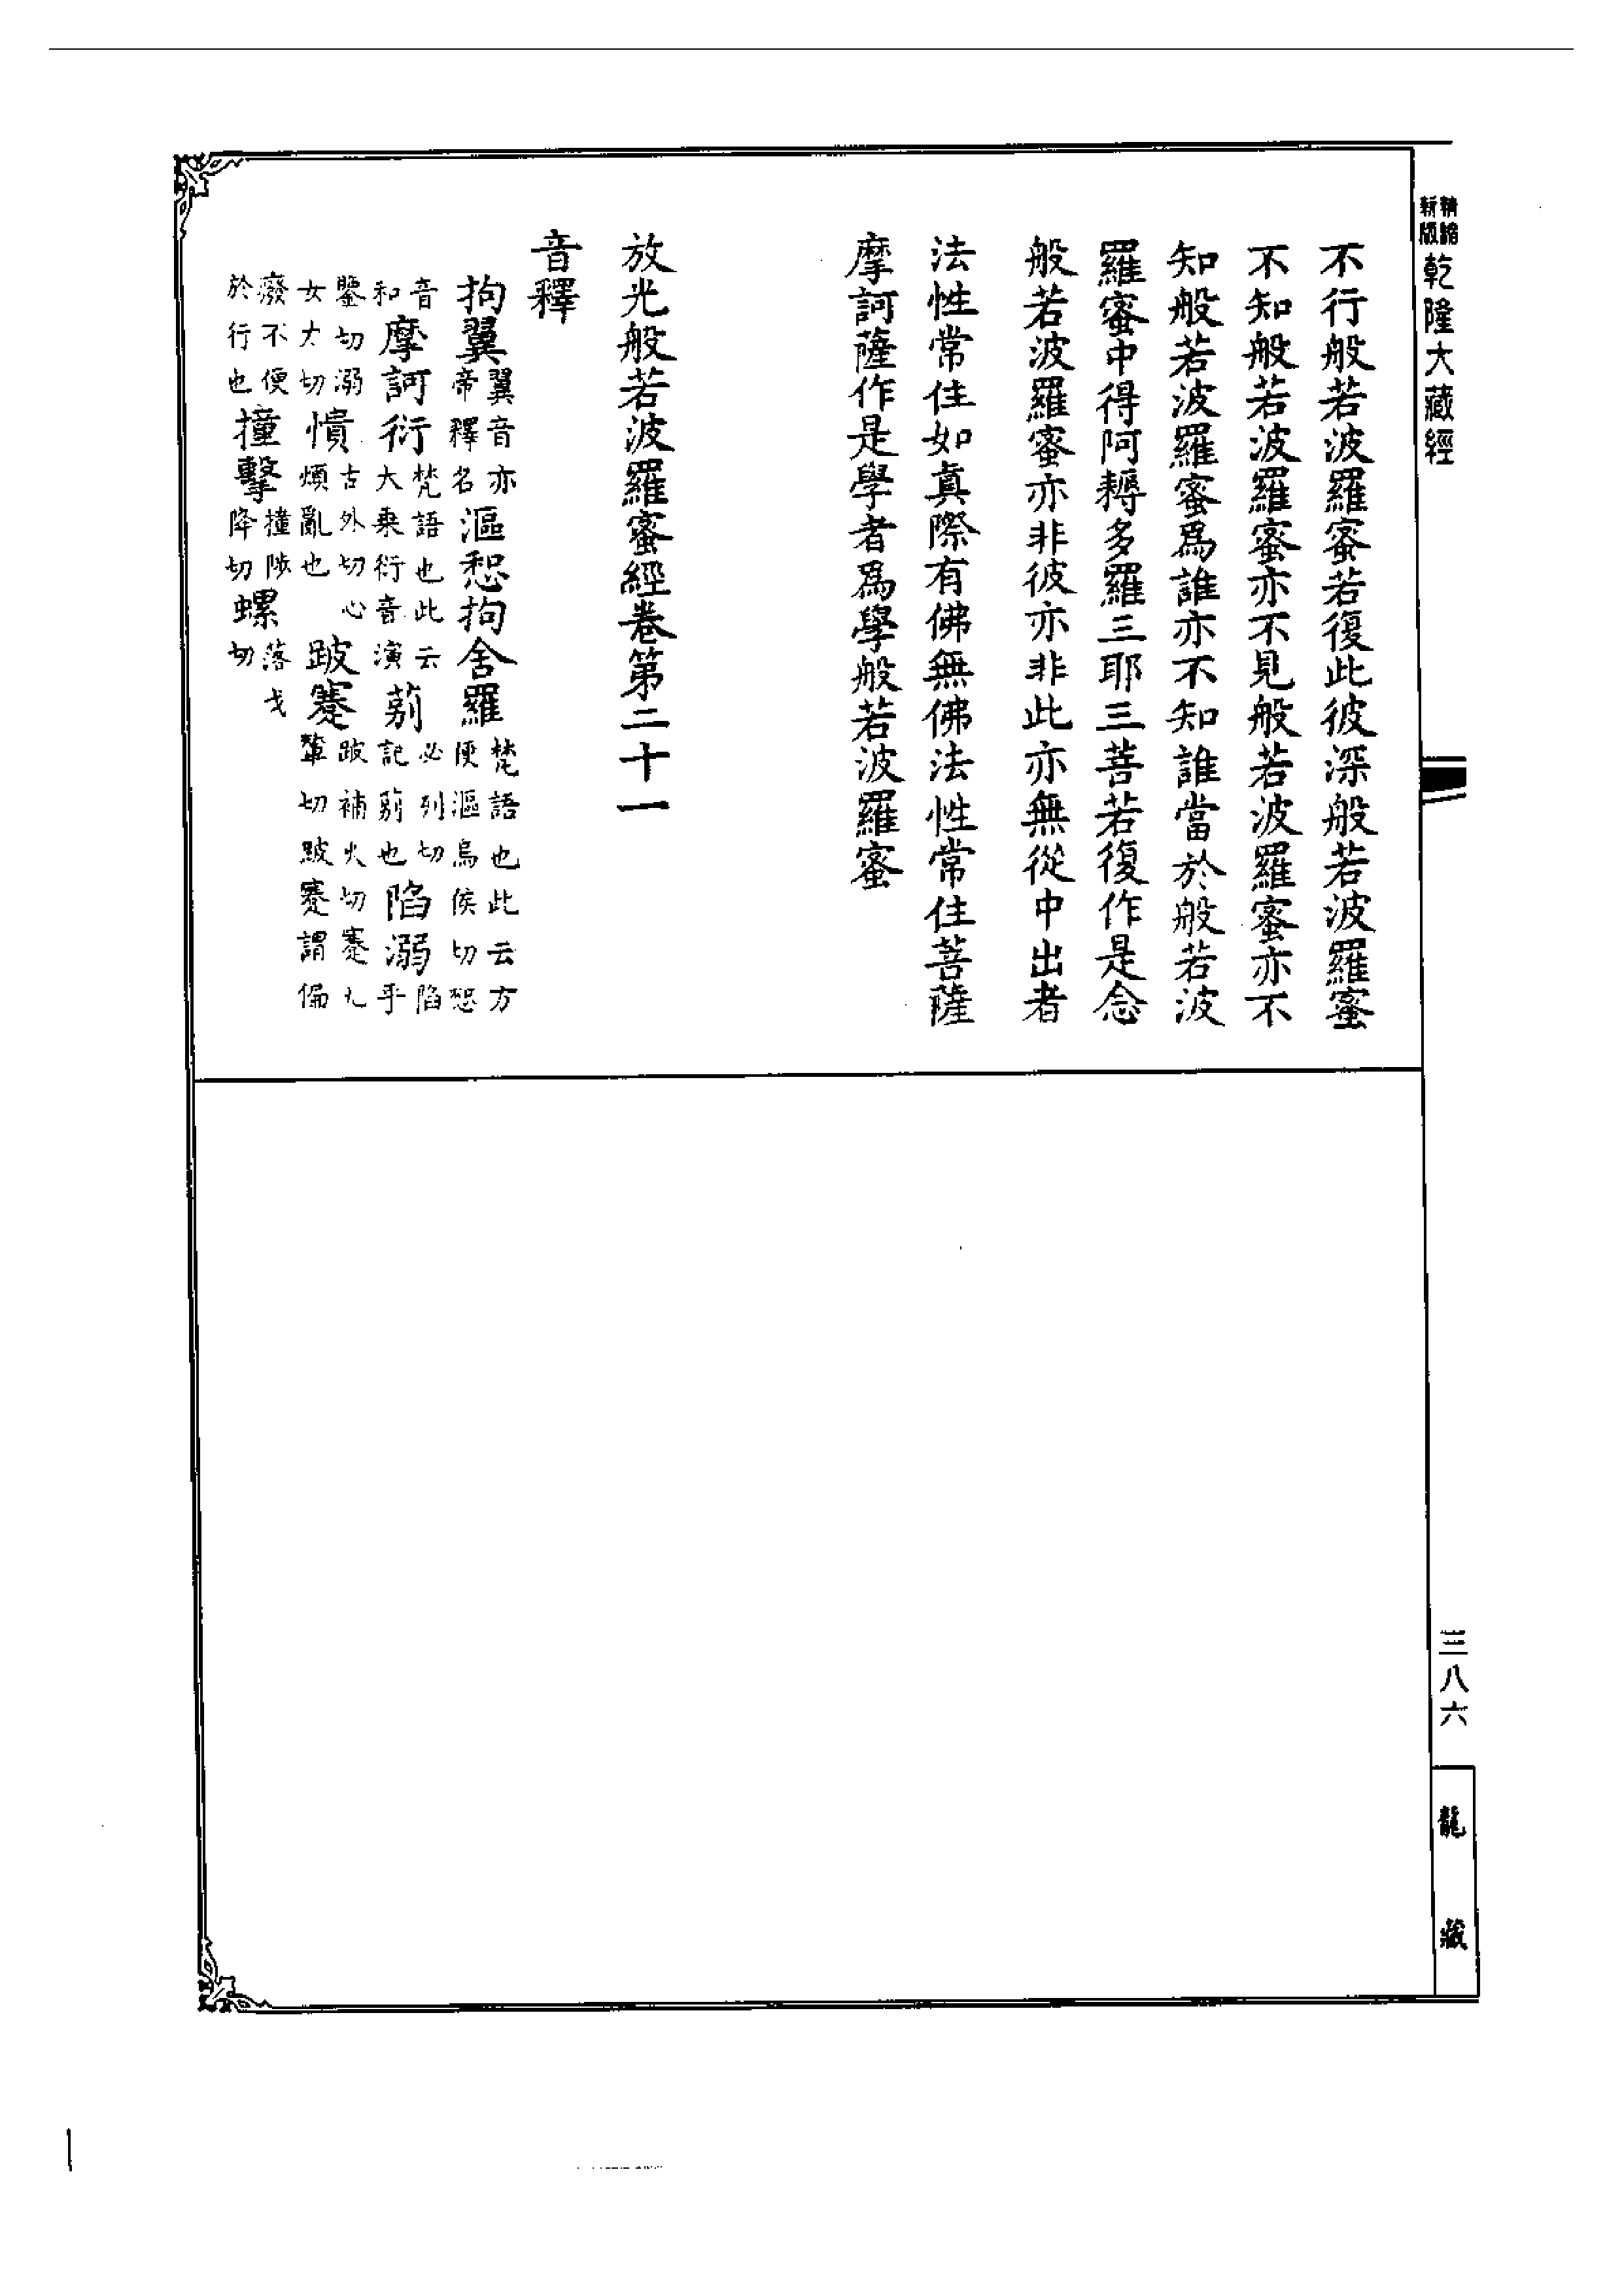 精縮
新版
乾隆大藏經
三八六
龍藏
不行般若波羅蜜若復此彼深般若波羅蜜
不知般若波羅蜜亦不見般若波羅蜜亦不
知般若波羅蜜爲誰亦不知誰當於般若波
羅蜜中得阿耨多羅三耶三菩若復作是念
般若波羅蜜亦非彼亦非此亦無從中出者
法性常住如真際有佛無佛法性常住菩薩
摩訶薩作是學者爲學般若波羅蜜
放光般若波羅蜜經卷第二十一
音釋
拘翼翼音亦帝釋名漚惒拘舍羅梵語也此云方便漚烏侯切惒
音和摩訶衍梵語也此云大乘衍音演莂必列切記莂也陷溺陷乎
鑒切溺女大切憒古外切心煩亂也跛蹇跛補火切蹇九輦切跛蹇謂偏
癈不便於行也撞擊撞陟降切螺落戈切